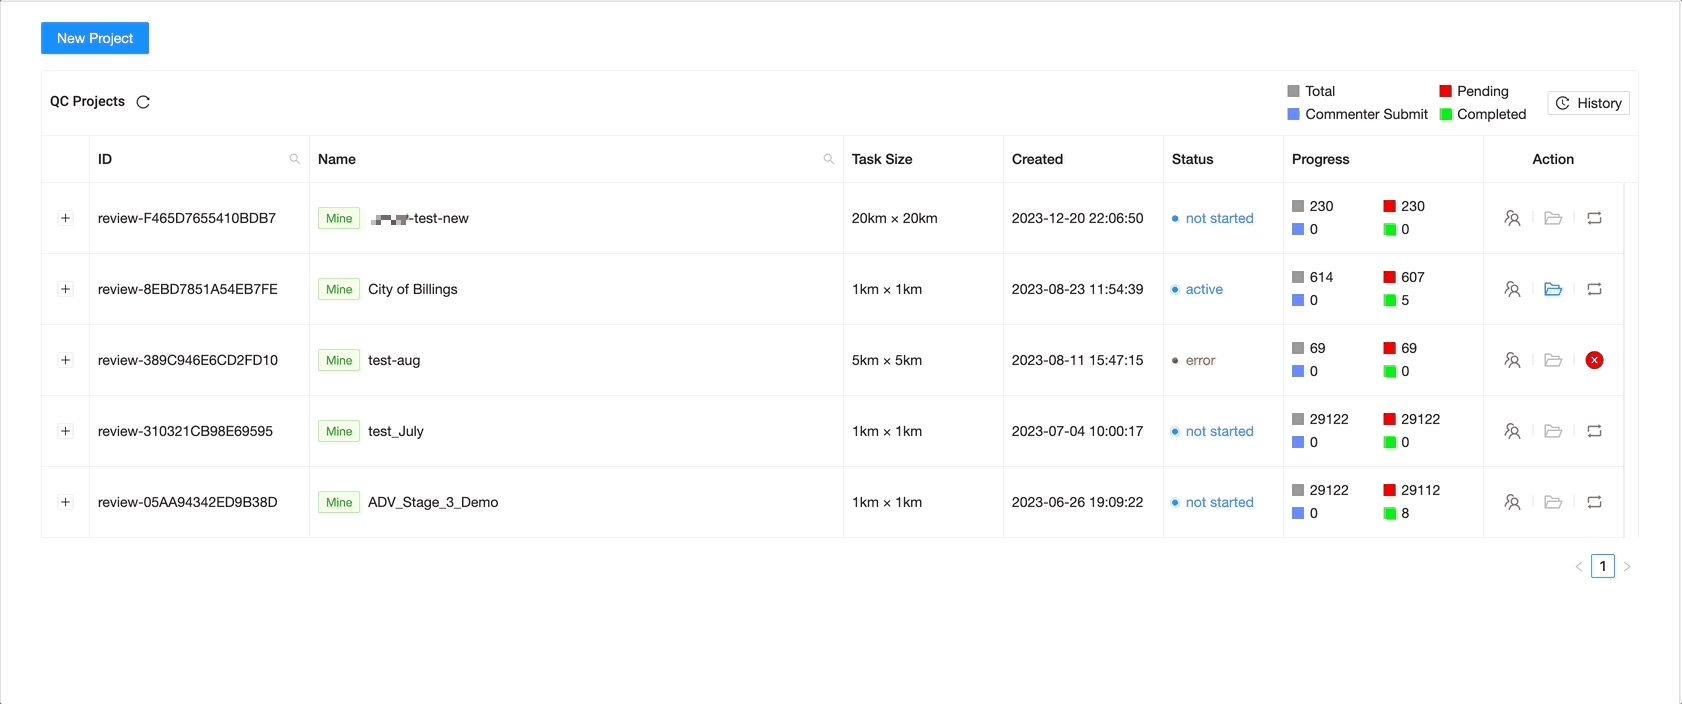 New Project
QC Projects
Total Pending
Commenter Submit Completed
History
ID Name Task Size Created Status Progress Action
review-F465D7655410BDB7 Mine -test-new 20km × 20km 2023-12-20 22:06:50 not started 230 230
0 0
review-8EBD7851A54EB7FE Mine City of Billings 1km × 1km 2023-08-23 11:54:39 active 614 607
0 5
review-389C946E6CD2FD10 Mine test-aug 5km × 5km 2023-08-11 15:47:15 error 69 69
0 0
review-310321CB98E69595 Mine test_July 1km × 1km 2023-07-04 10:00:17 not started 29122 29122
0 0
review-05AA94342ED9B38D Mine ADV_Stage_3_Demo 1km × 1km 2023-06-26 19:09:22 not started 29122 29112
0 8
1